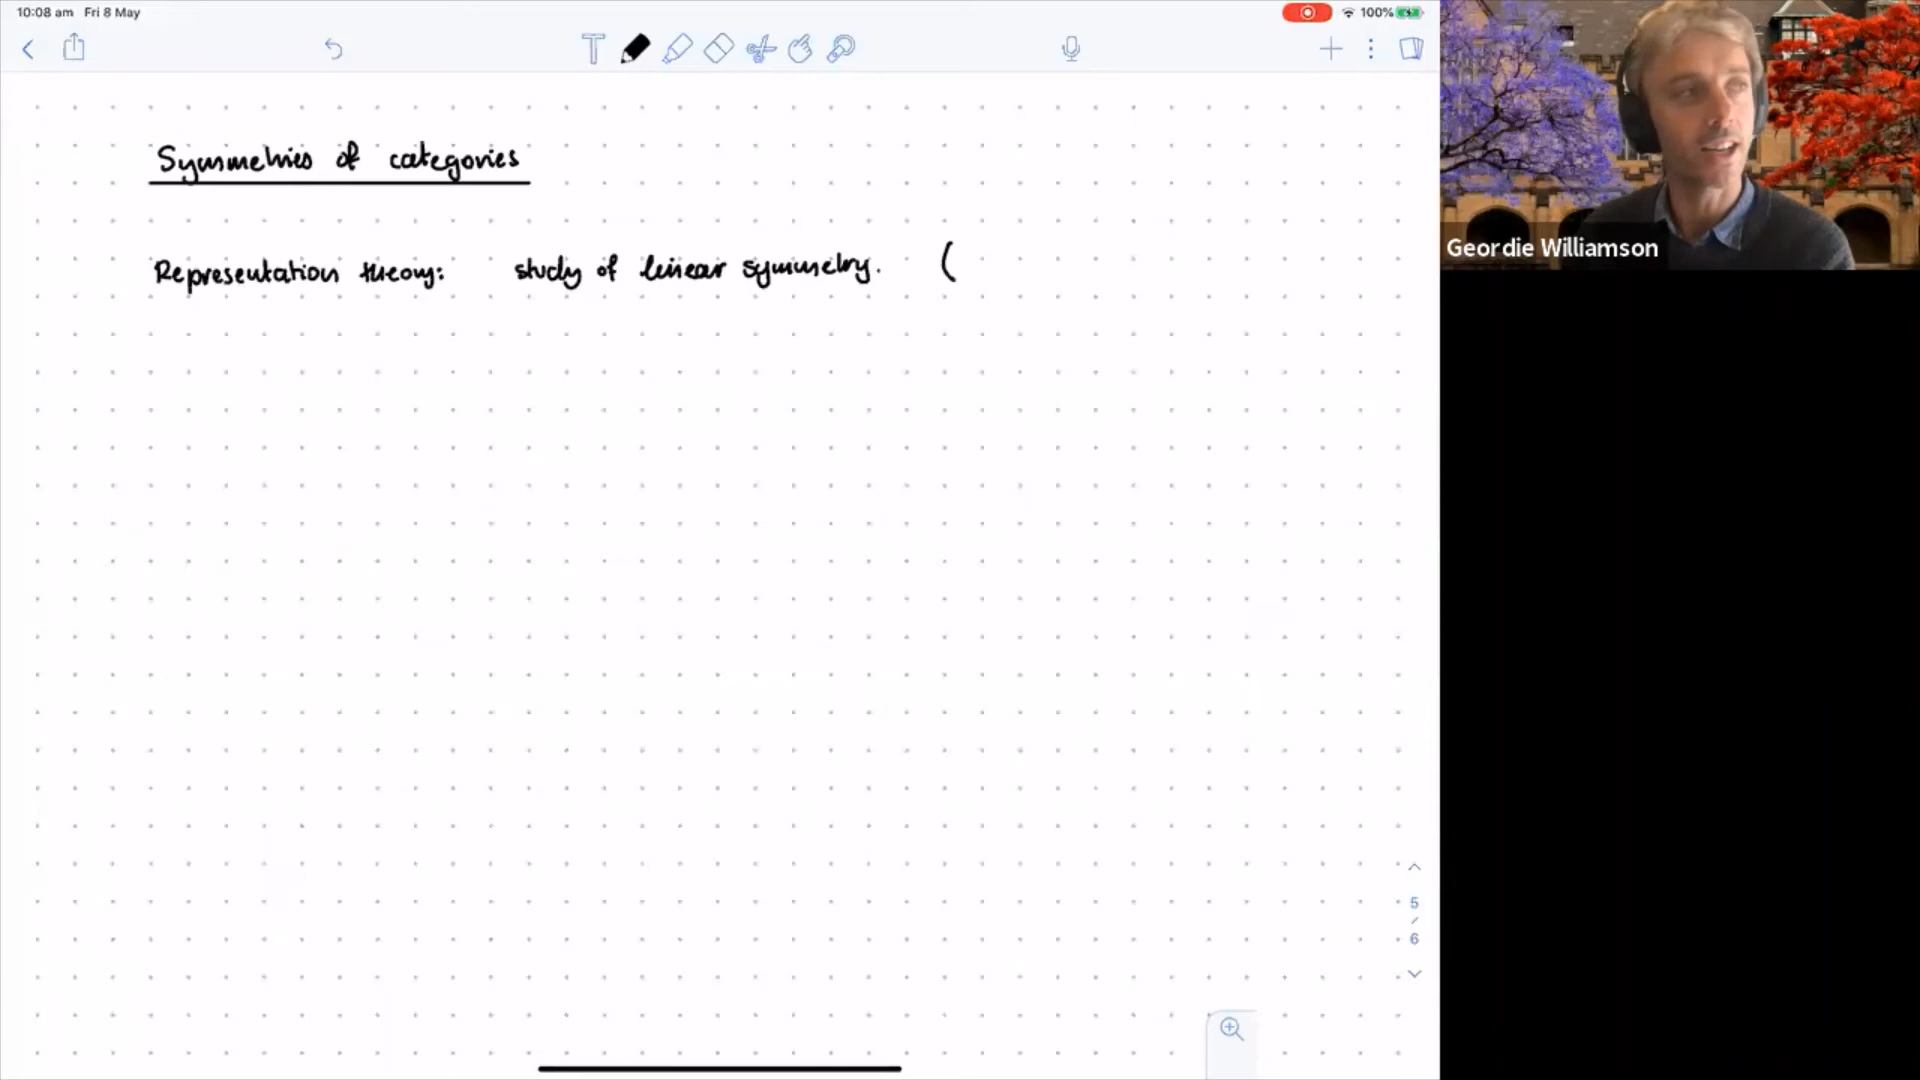 10:08 am Fri 8 May
100%
Symmetries of categories
Representation theory: study of linear symmetry. (
Geordie Williamson
5
/
6